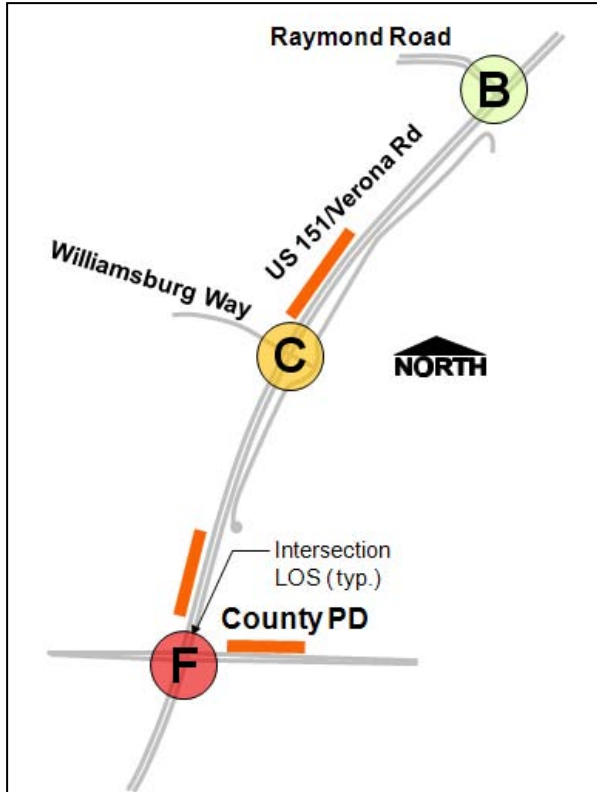 Raymond Road
B
US 151/Verona Rd
Williamsburg Way
C
NORTH
Intersection
LOS (typ.)
County PD
F